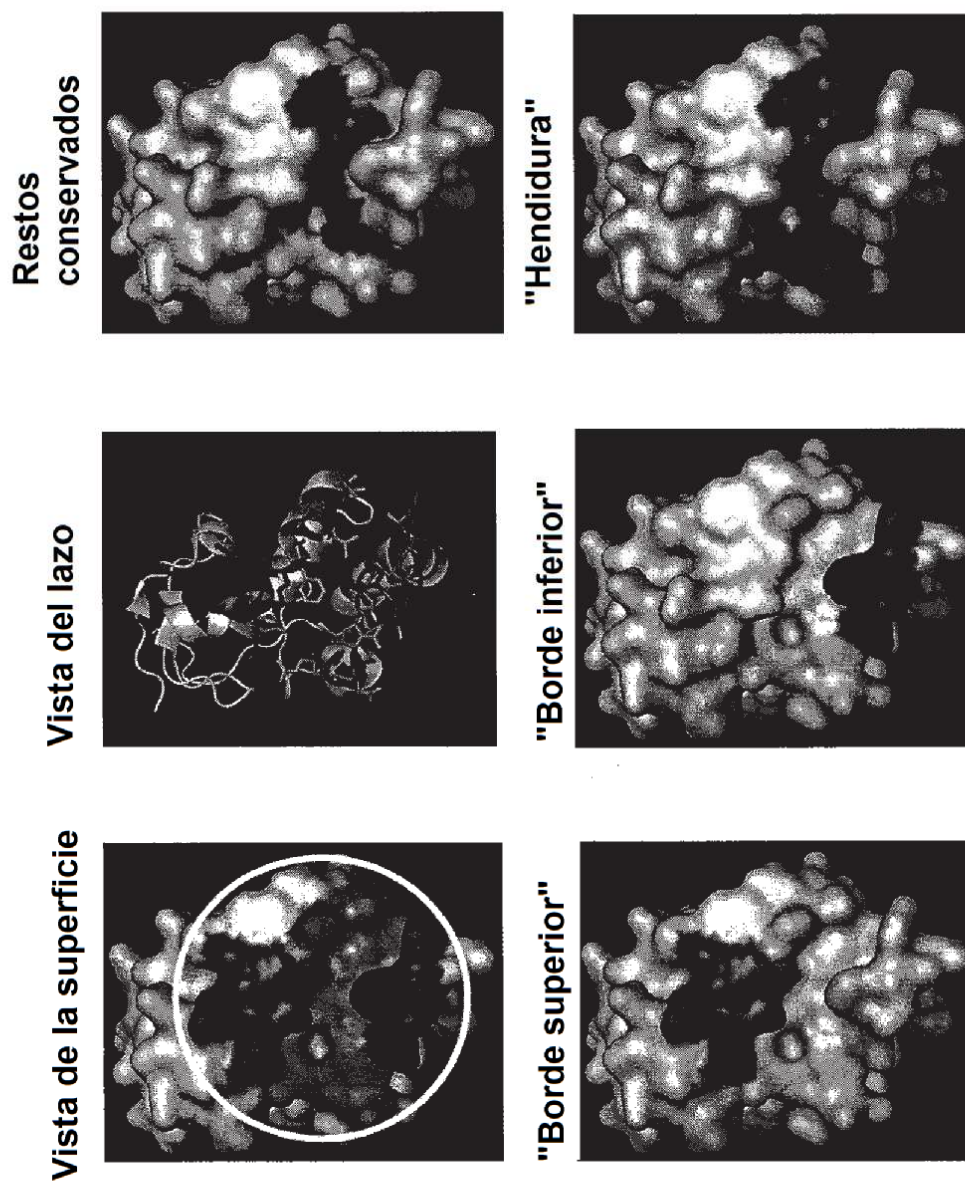 Vista de la superficie
Vista del lazo
Restos
conservados
"Borde superior"
"Borde inferior"
"Hendidura"